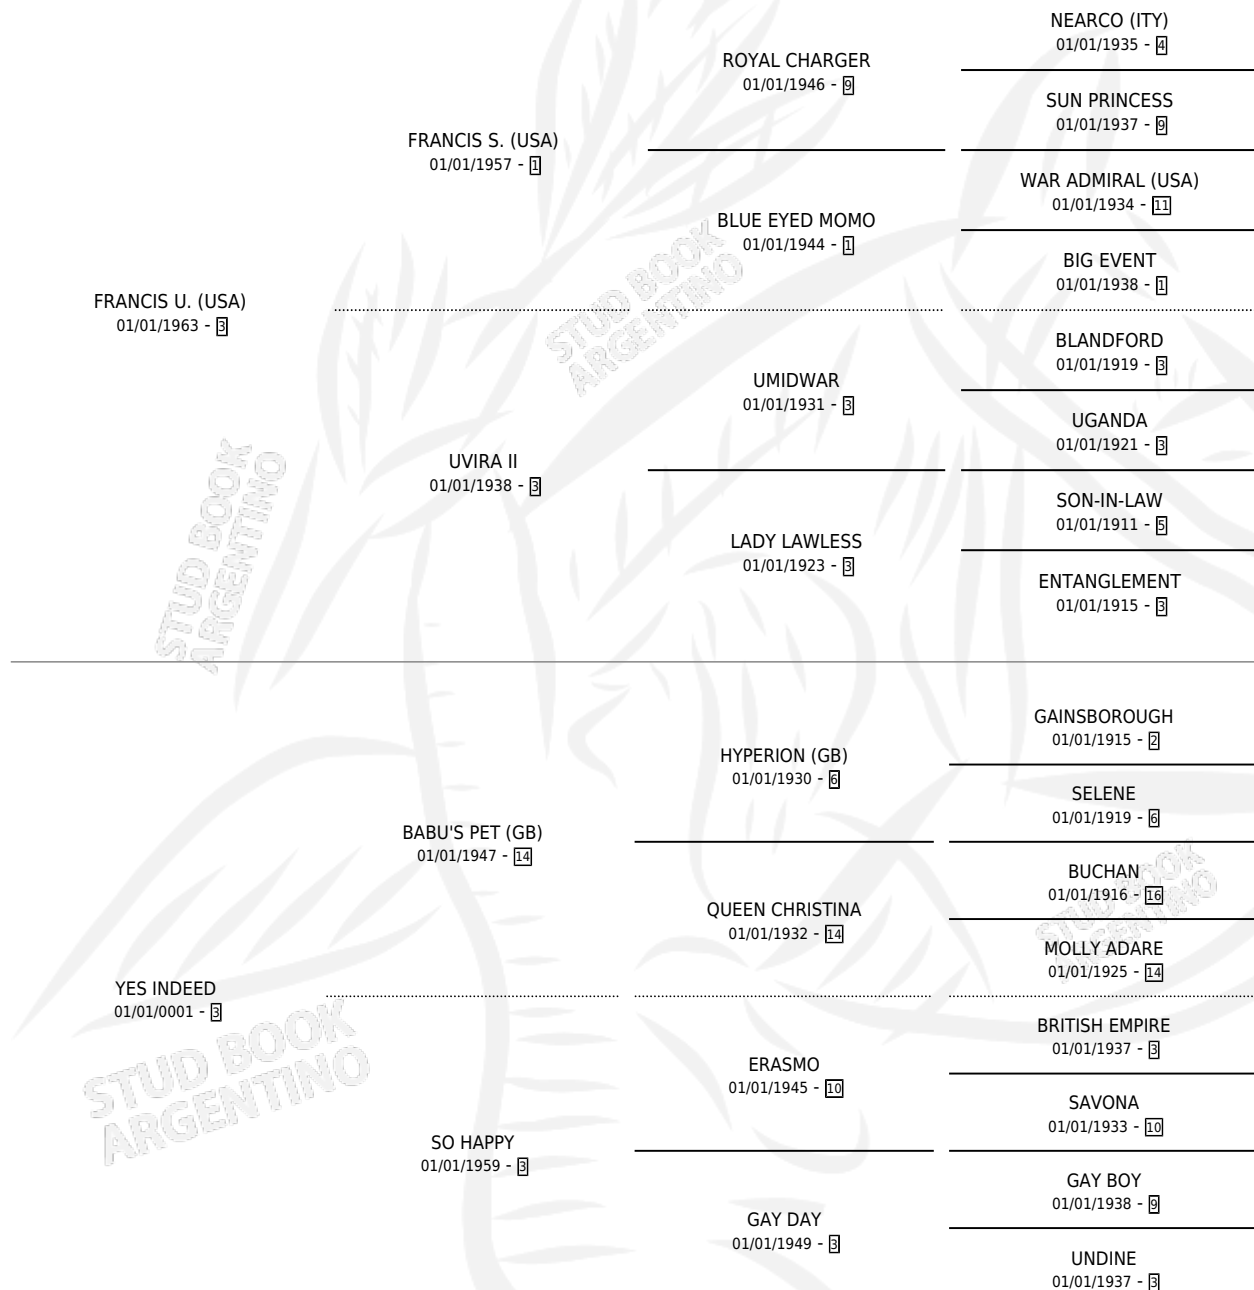 NEARCO (ITY)
01/01/1935 - 4
ROYAL CHARGER
01/01/1946 - 9
SUN PRINCESS
01/01/1937 - 9
FRANCIS S. (USA)
01/01/1957 - 1
WAR ADMIRAL (USA)
01/01/1934 - 11
BLUE EYED MOMO
01/01/1944 - 1
BIG EVENT
01/01/1938 - 1
FRANCIS U. (USA)
01/01/1963 - 3
STUD BOOK
ARGENTINO
BLANDFORD
01/01/1919 - 3
UMIDWAR
01/01/1931 - 3
UGANDA
01/01/1921 - 3
UVIRA II
01/01/1938 - 3
SON-IN-LAW
01/01/1911 - 5
LADY LAWLESS
01/01/1923 - 3
ENTANGLEMENT
01/01/1915 - 3
STUD BOOK
ARGENTINO
GAINSBOROUGH
01/01/1915 - 2
HYPERION (GB)
01/01/1930 - 6
SELENE
01/01/1919 - 6
BABU'S PET (GB)
01/01/1947 - 14
BUCHAN
01/01/1916 - 16
QUEEN CHRISTINA
01/01/1932 - 14
MOLLY ADARE
01/01/1925 - 14
STUD BOOK
ARGENTINO
YES INDEED
01/01/0001 - 3
BRITISH EMPIRE
01/01/1937 - 3
ERASMO
01/01/1945 - 10
SAVONA
01/01/1933 - 10
STUD BOOK
ARGENTINO
SO HAPPY
01/01/1959 - 3
GAY BOY
01/01/1938 - 9
GAY DAY
01/01/1949 - 3
UNDINE
01/01/1937 - 3